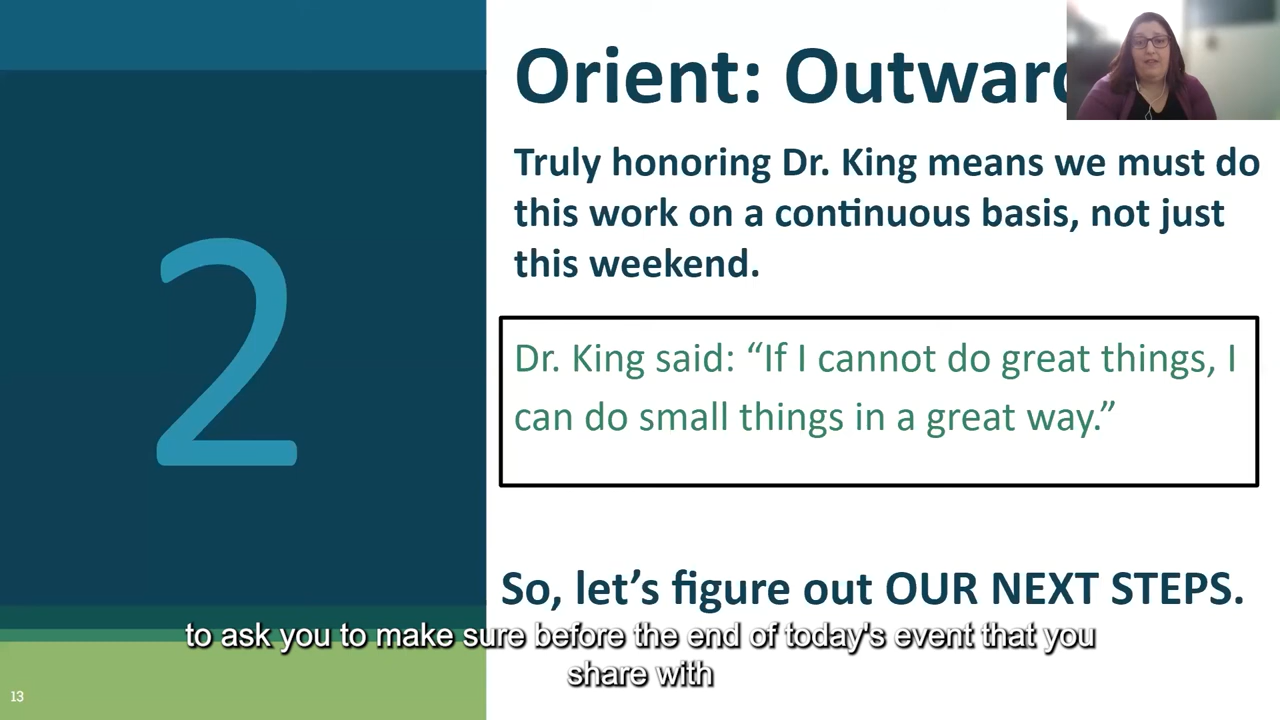 2
Orient: Outward
Truly honoring Dr. King means we must do
this work on a continuous basis, not just
this weekend.
Dr. King said: “If I cannot do great things, I
can do small things in a great way.”
So, let’s figure out OUR NEXT STEPS.
to ask you to make sure before the end of today's event that you
share with
13